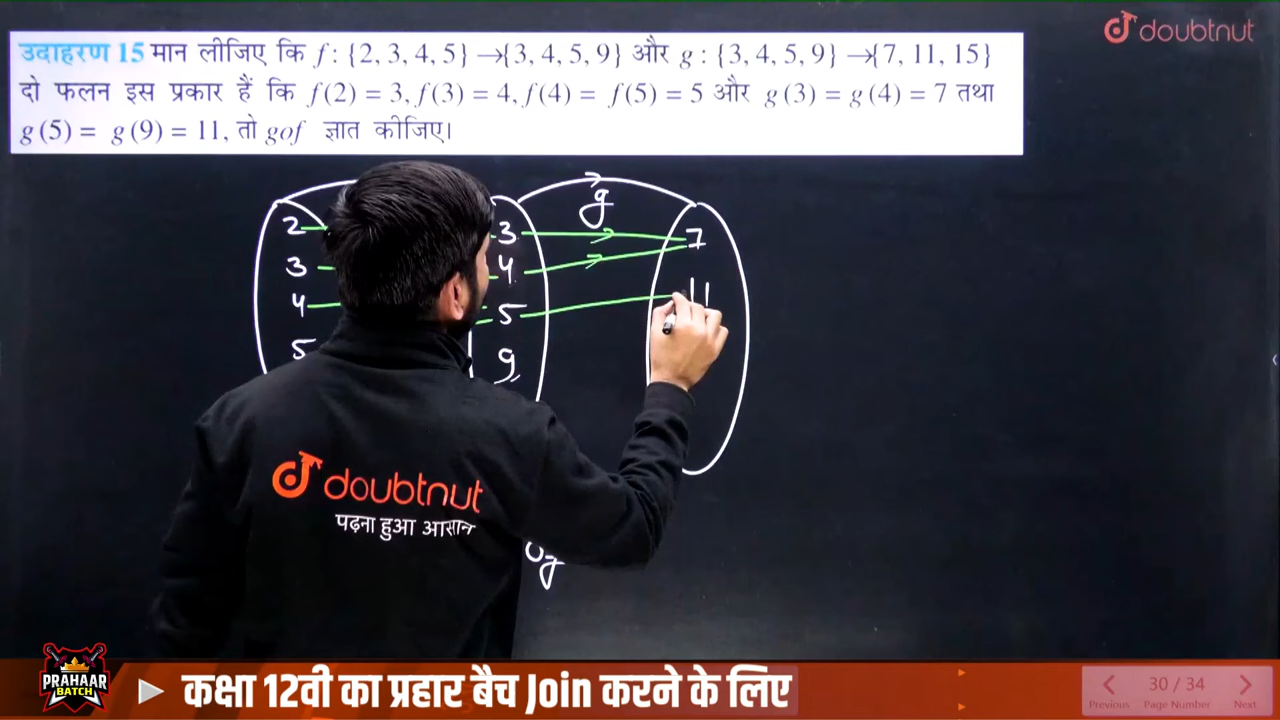 doubtnut
उदाहरण 15 मान लीजिए कि f : {2, 3, 4, 5} →{3, 4, 5, 9} और g : {3, 4, 5, 9} →{7, 11, 15}
दो फलन इस प्रकार हैं कि f(2) = 3, f(3) = 4, f(4) = f(5) = 5 और g(3) = g(4) = 7 तथा
g(5) = g(9) = 11, तो gof ज्ञात कीजिए।
g
2 3 7
3 4
4 5 11
5 9
doubtnut
पढ़ना हुआ आसान
PRAHAAR
BATCH
कक्षा 12वी का प्रहार बैच Join करने के लिए
30 / 34
Previous Page Number Next